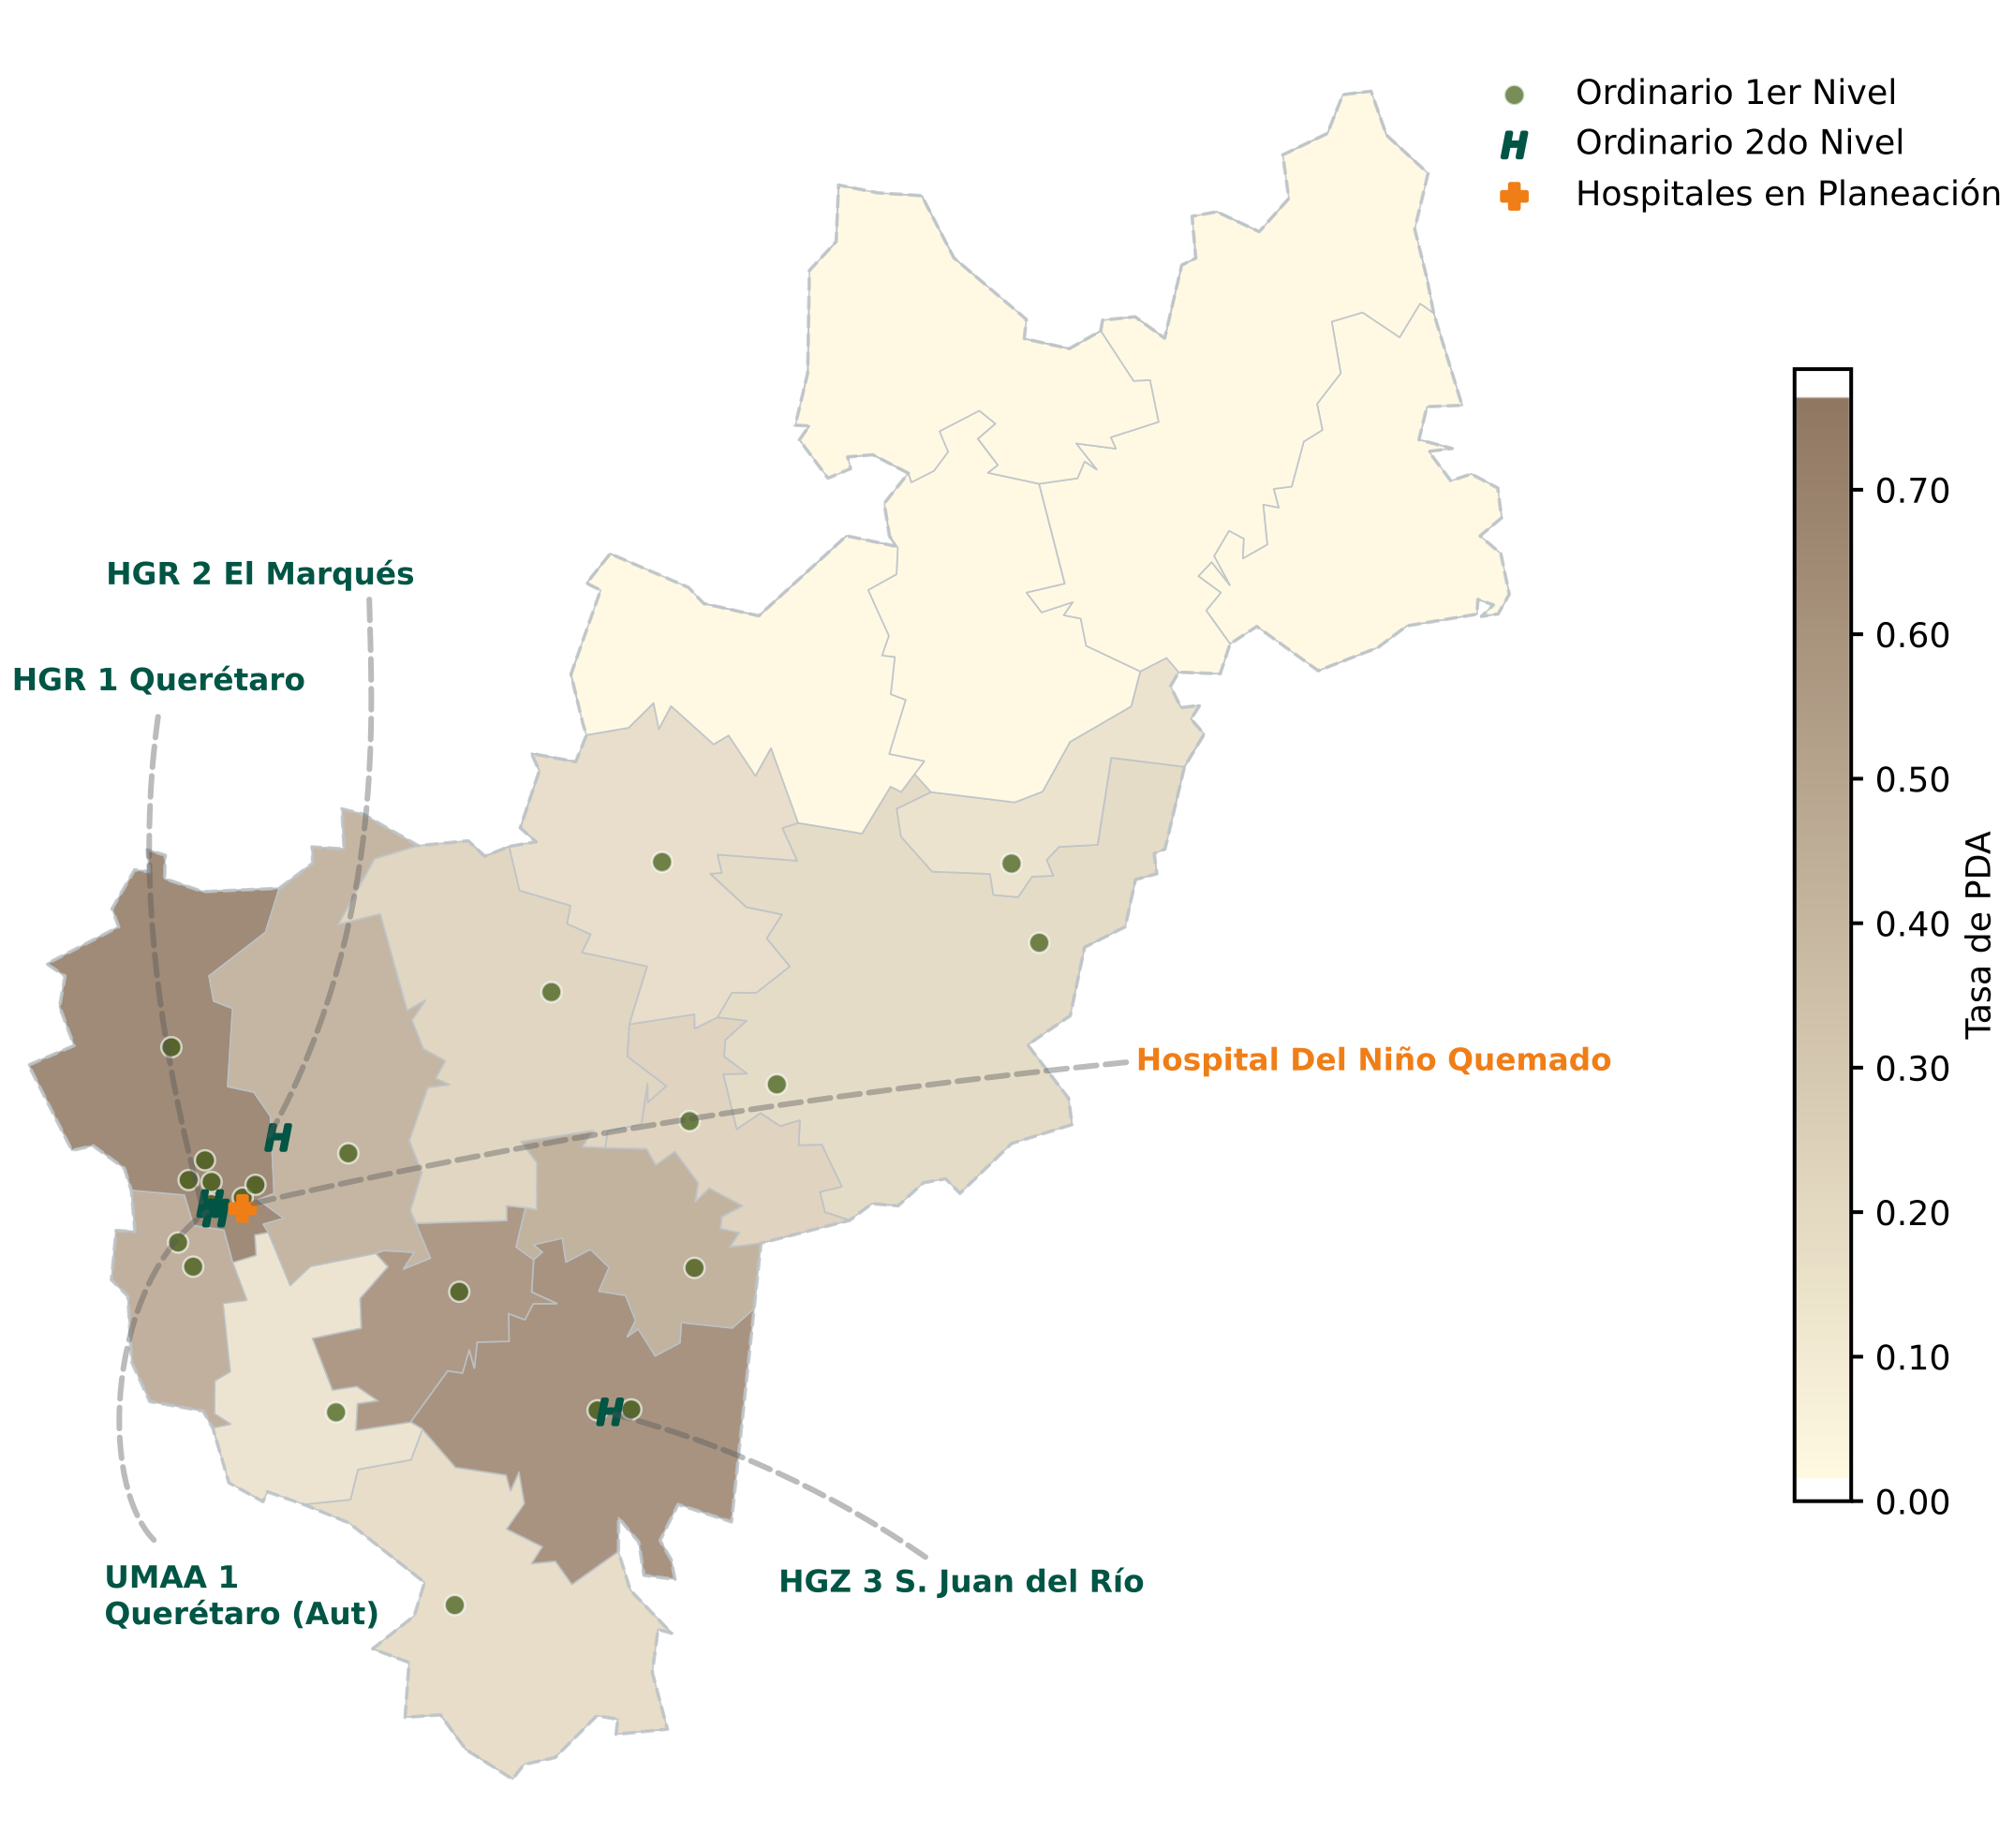 Ordinario 1er Nivel
Ordinario 2do Nivel
Hospitales en Planeación
HGR 2 El Marqués
HGR 1 Querétaro
Hospital Del Niño Quemado
UMAA 1
Querétaro (Aut)
HGZ 3 S. Juan del Río
0.70
0.60
0.50
0.40
0.30
0.20
0.10
0.00
Tasa de PDA